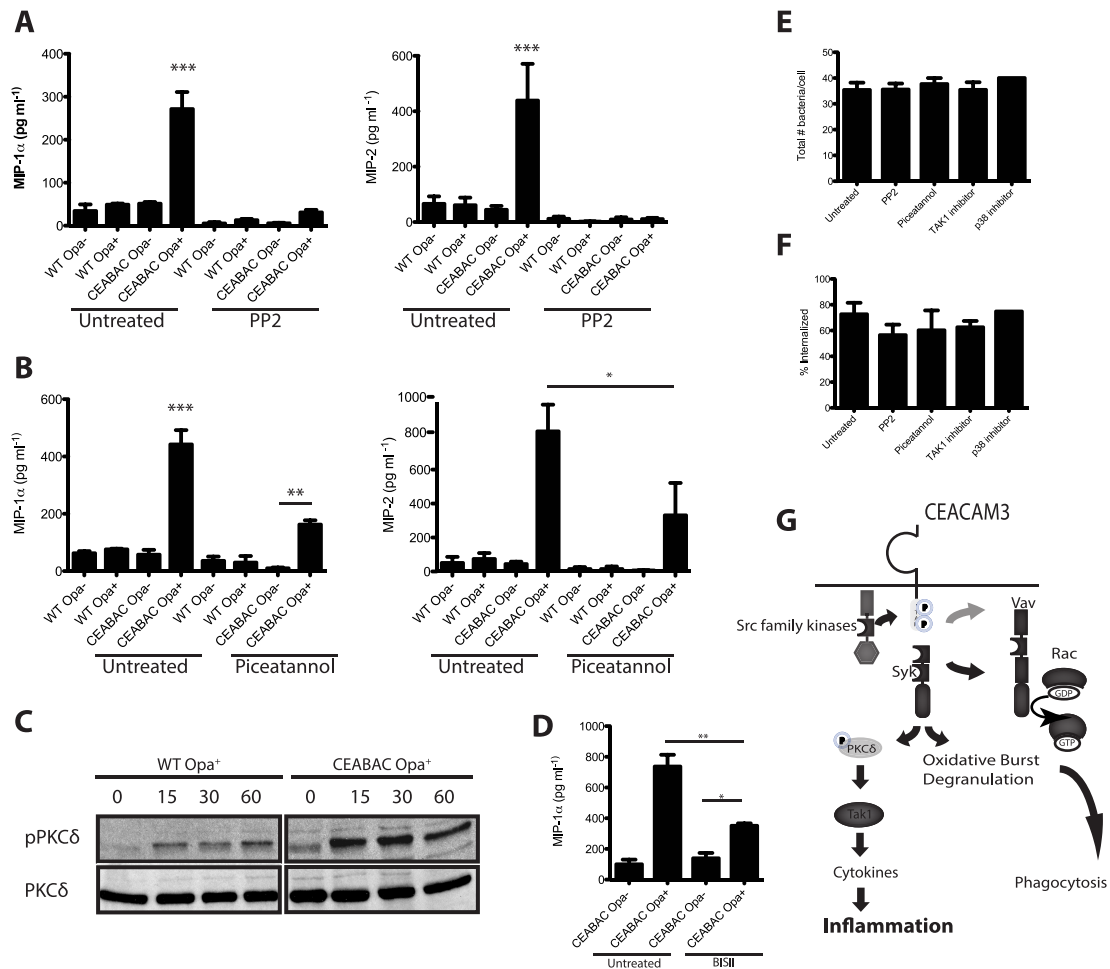 A
MIP-1α (pg ml-1)
400
300
200
100
0
***
WT Opa-
WT Opa+
CEABAC Opa-
CEABAC Opa+
WT Opa-
WT Opa+
CEABAC Opa-
CEABAC Opa+
Untreated
PP2
MIP-2 (pg ml-1)
600
400
200
0
***
WT Opa-
WT Opa+
CEABAC Opa-
CEABAC Opa+
WT Opa-
WT Opa+
CEABAC Opa-
CEABAC Opa+
Untreated
PP2
B
MIP-1α (pg ml-1)
600
400
200
0
***
**
WT Opa-
WT Opa+
CEABAC Opa-
CEABAC Opa+
WT Opa-
WT Opa+
CEABAC Opa-
CEABAC Opa+
Untreated
Piceatannol
MIP-2 (pg ml-1)
1000
800
600
400
200
0
*
WT Opa-
WT Opa+
CEABAC Opa-
CEABAC Opa+
WT Opa-
WT Opa+
CEABAC Opa-
CEABAC Opa+
Untreated
Piceatannol
C
WT Opa+
CEABAC Opa+
0 15 30 60 0 15 30 60
pPKCδ
PKCδ
D
MIP-1α (pg ml-1)
1000
800
600
400
200
0
**
*
CEABAC Opa-
CEABAC Opa+
CEABAC Opa-
CEABAC Opa+
Untreated
BISII
E
Total # bacteria/cell
50
40
30
20
10
0
Untreated
PP2
Piceatannol
TAK1 inhibitor
p38 inhibitor
F
% Internalized
100
80
60
40
20
0
Untreated
PP2
Piceatannol
TAK1 inhibitor
p38 inhibitor
G
CEACAM3
Src family kinases
P
P
Vav
Syk
Rac
GDP
GTP
P
PKCδ
Oxidative Burst
Degranulation
Tak1
Cytokines
Phagocytosis
Inflammation